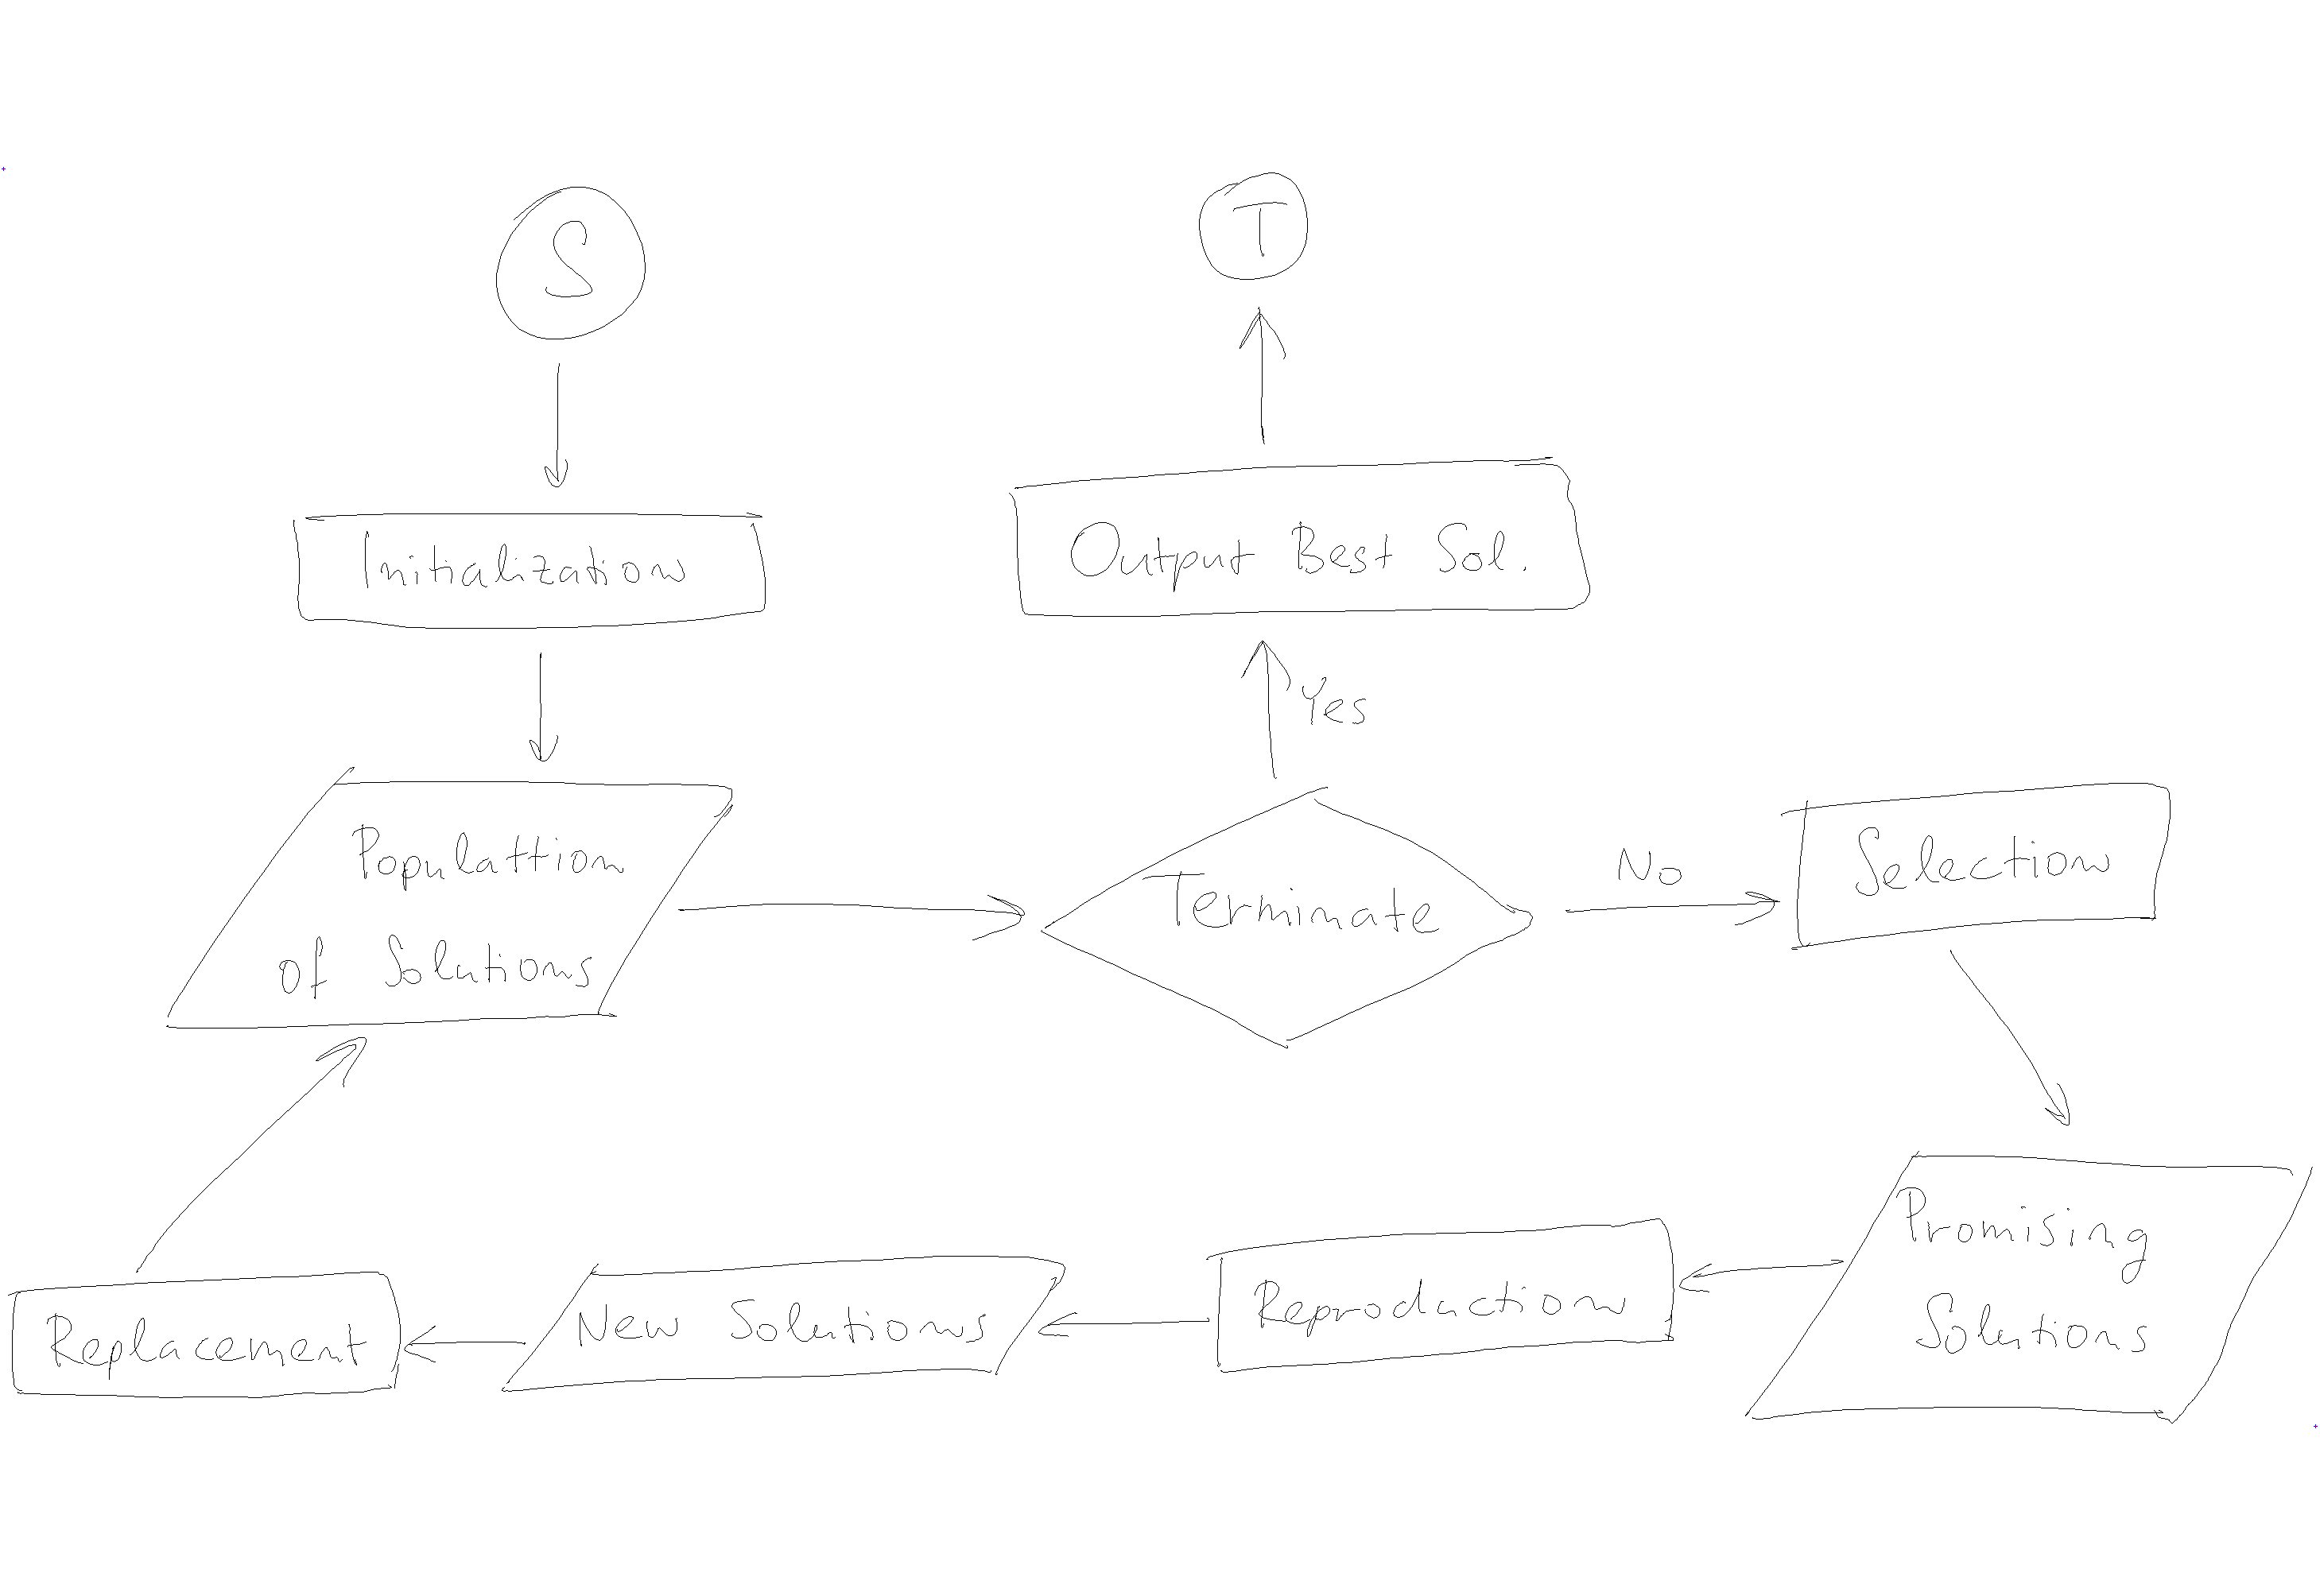 S
T
Initialization
Output Best Sol.
Yes
Populattion
of Solutions
Terminate
No
Selection
Promising
Solutions
Reproduction
New Solutions
Replacement